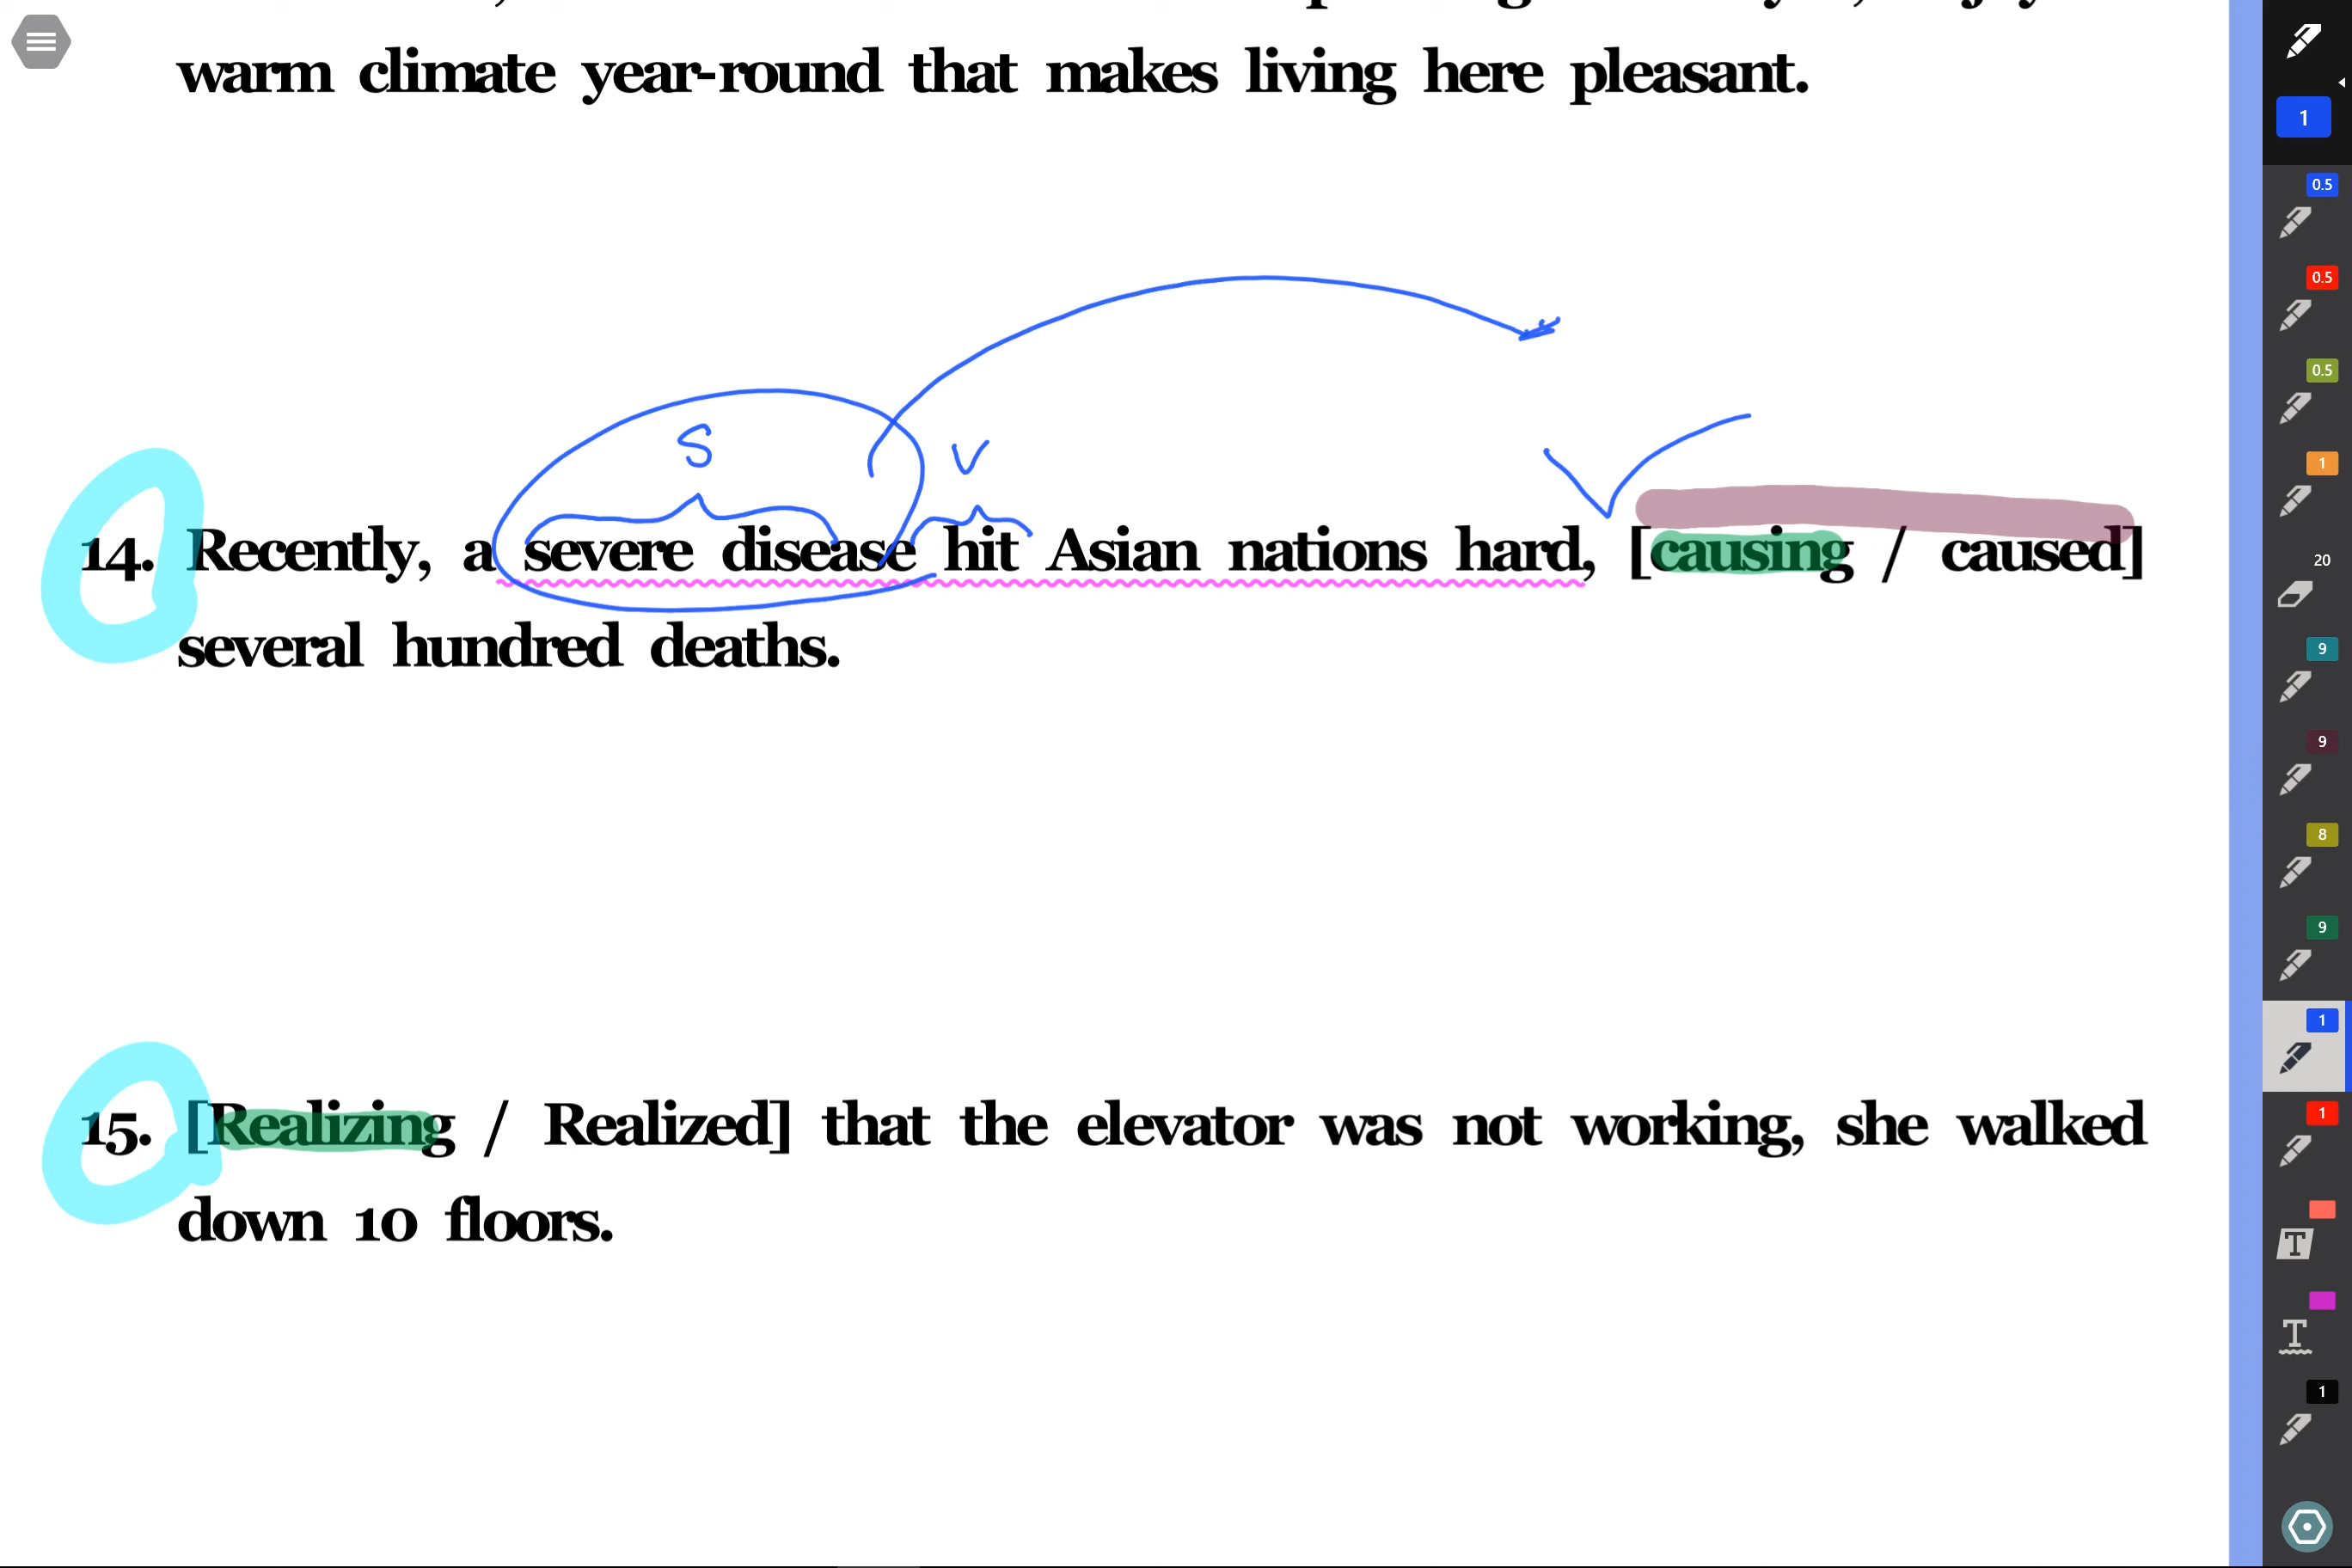 warm climate year-round that makes living here pleasant.
S V
14. Recently, a severe disease hit Asian nations hard, [causing / caused]
several hundred deaths.
15. [Realizing / Realized] that the elevator was not working, she walked
down 10 floors.
1
0.5
0.5
0.5
1
20
9
9
8
9
1
1
T
T
1